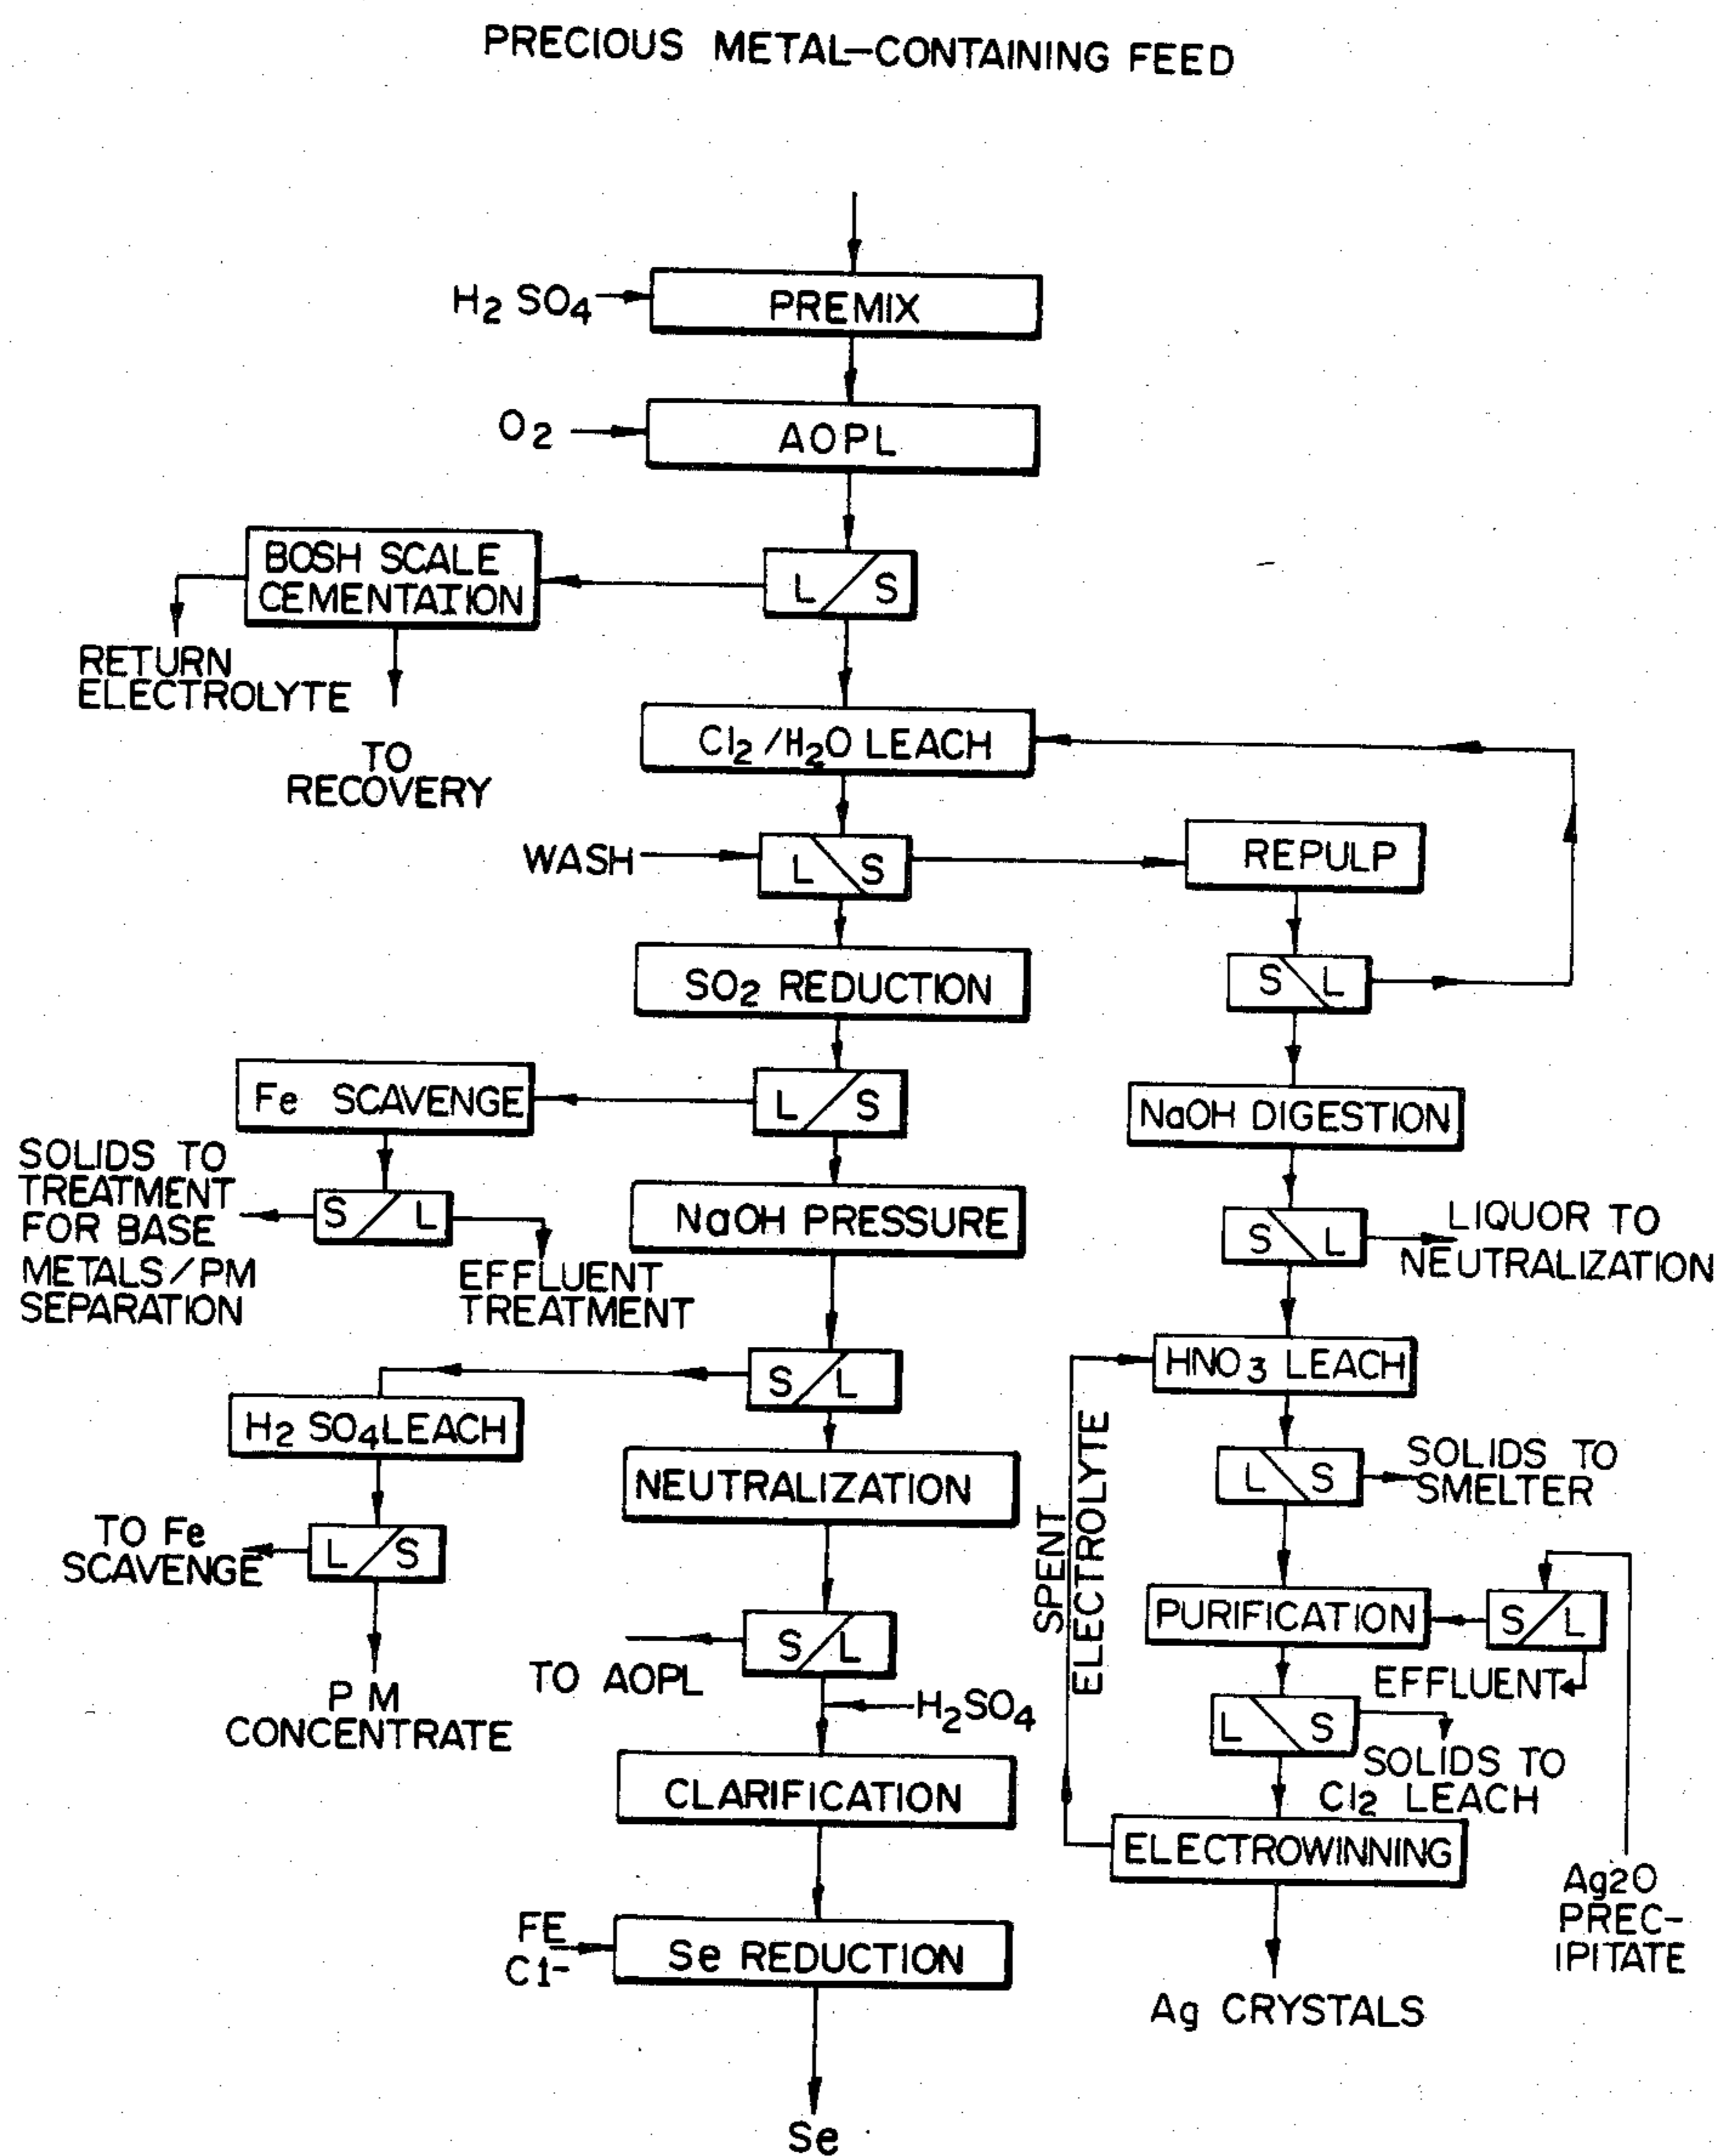 PRECIOUS METAL-CONTAINING FEED
H2 SO4
PREMIX
O2
AOPL
BOSH SCALE
CEMENTATION
L / S
RETURN
ELECTROLYTE
TO
RECOVERY
Cl2 /H2O LEACH
WASH
L \ S
REPULP
SO2 REDUCTION
S \ L
Fe SCAVENGE
L / S
NaOH DIGESTION
SOLIDS TO
TREATMENT
FOR BASE
METALS/PM
SEPARATION
S / L
EFFLUENT
TREATMENT
NaOH PRESSURE
S \ L
LIQUOR TO
NEUTRALIZATION
S / L
HNO3 LEACH
H2 SO4 LEACH
NEUTRALIZATION
SPENT
ELECTROLYTE
L \ S
SOLIDS TO
SMELTER
TO Fe
SCAVENGE
L / S
PURIFICATION
S / L
EFFLUENT
P M
CONCENTRATE
TO AOPL
S / L
H2SO4
L \ S
SOLIDS TO
Cl2 LEACH
CLARIFICATION
ELECTROWINNING
Ag2O
PREC-
IPITATE
FE
C1-
Se REDUCTION
Ag CRYSTALS
Se